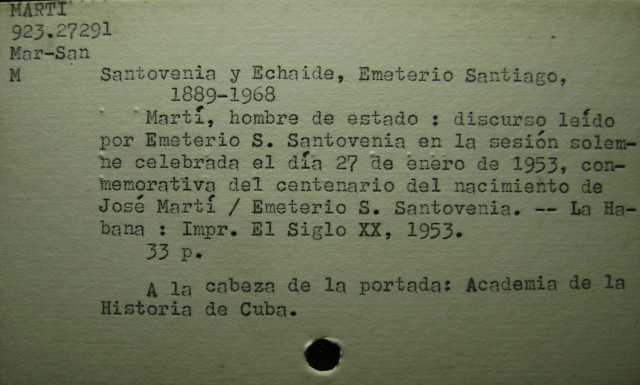 MARTI
923.27291
Mar-San
M Santovenia y Echaide, Emeterio Santiago,
1889-1968
Martí, hombre de estado : discurso leído
por Emeterio S. Santovenia en la sesión solem-
ne celebrada el día 27 de enero de 1953, con-
memorativa del centenario del nacimiento de
José Martí / Emeterio S. Santovenia. -- La Ha-
bana : Impr. El Siglo XX, 1953.
33 p.
A la cabeza de la portada: Academia de la
Historia de Cuba.